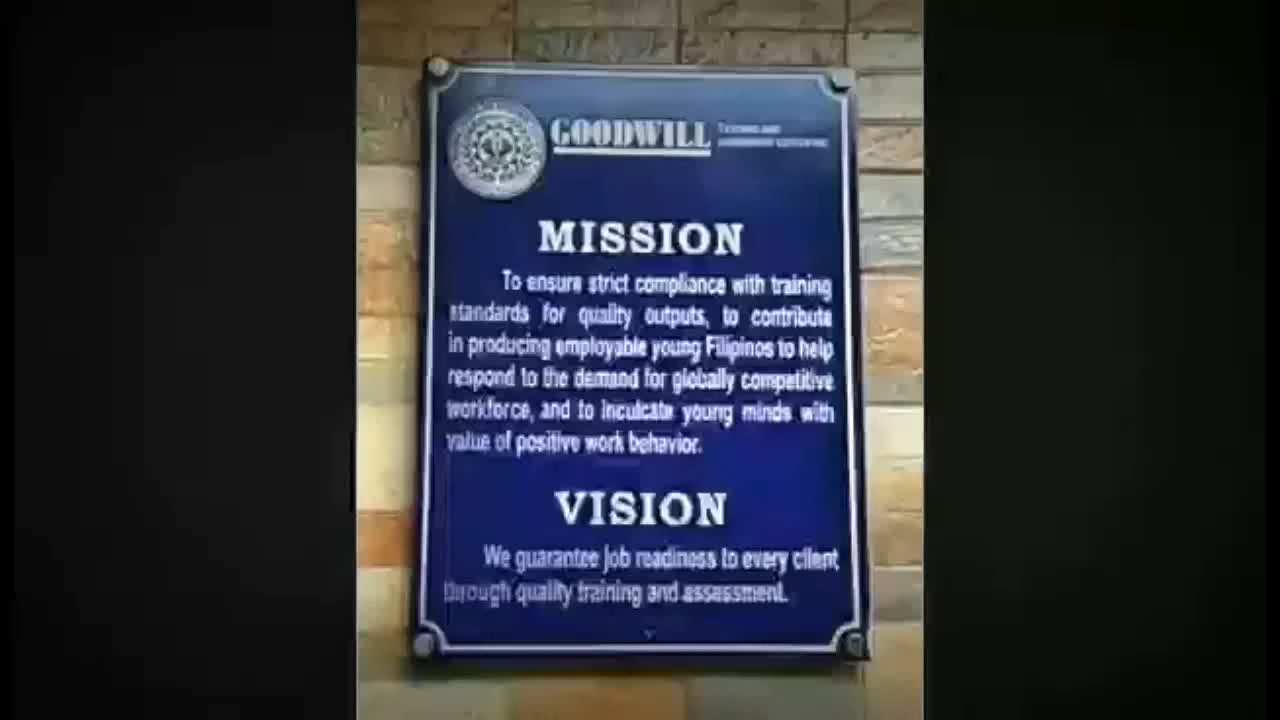 GOODWILL
MISSION
To ensure strict compliance with training
standards for quality outputs, to contribute
in producing employable young Filipinos to help
respond to the demand for globally competitive
workforce, and to inculcate young minds with
value of positive work behavior.
VISION
We guarantee job readiness to every client
through quality training and assessment.